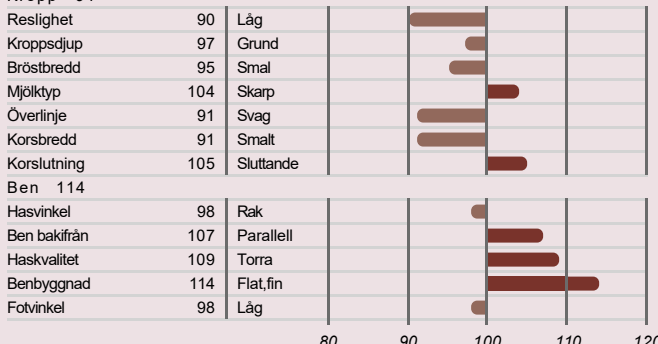 Reslighet 90 Låg
Kroppsdjup 97 Grund
Bröstbredd 95 Smal
Mjölktyp 104 Skarp
Överlinje 91 Svag
Korsbredd 91 Smalt
Korslutning 105 Sluttande
Ben 114
Hasvinkel 98 Rak
Ben bakifrån 107 Parallell
Haskvalitet 109 Torra
Benbyggnad 114 Flat,fin
Fotvinkel 98 Låg
80 90 100 110 120